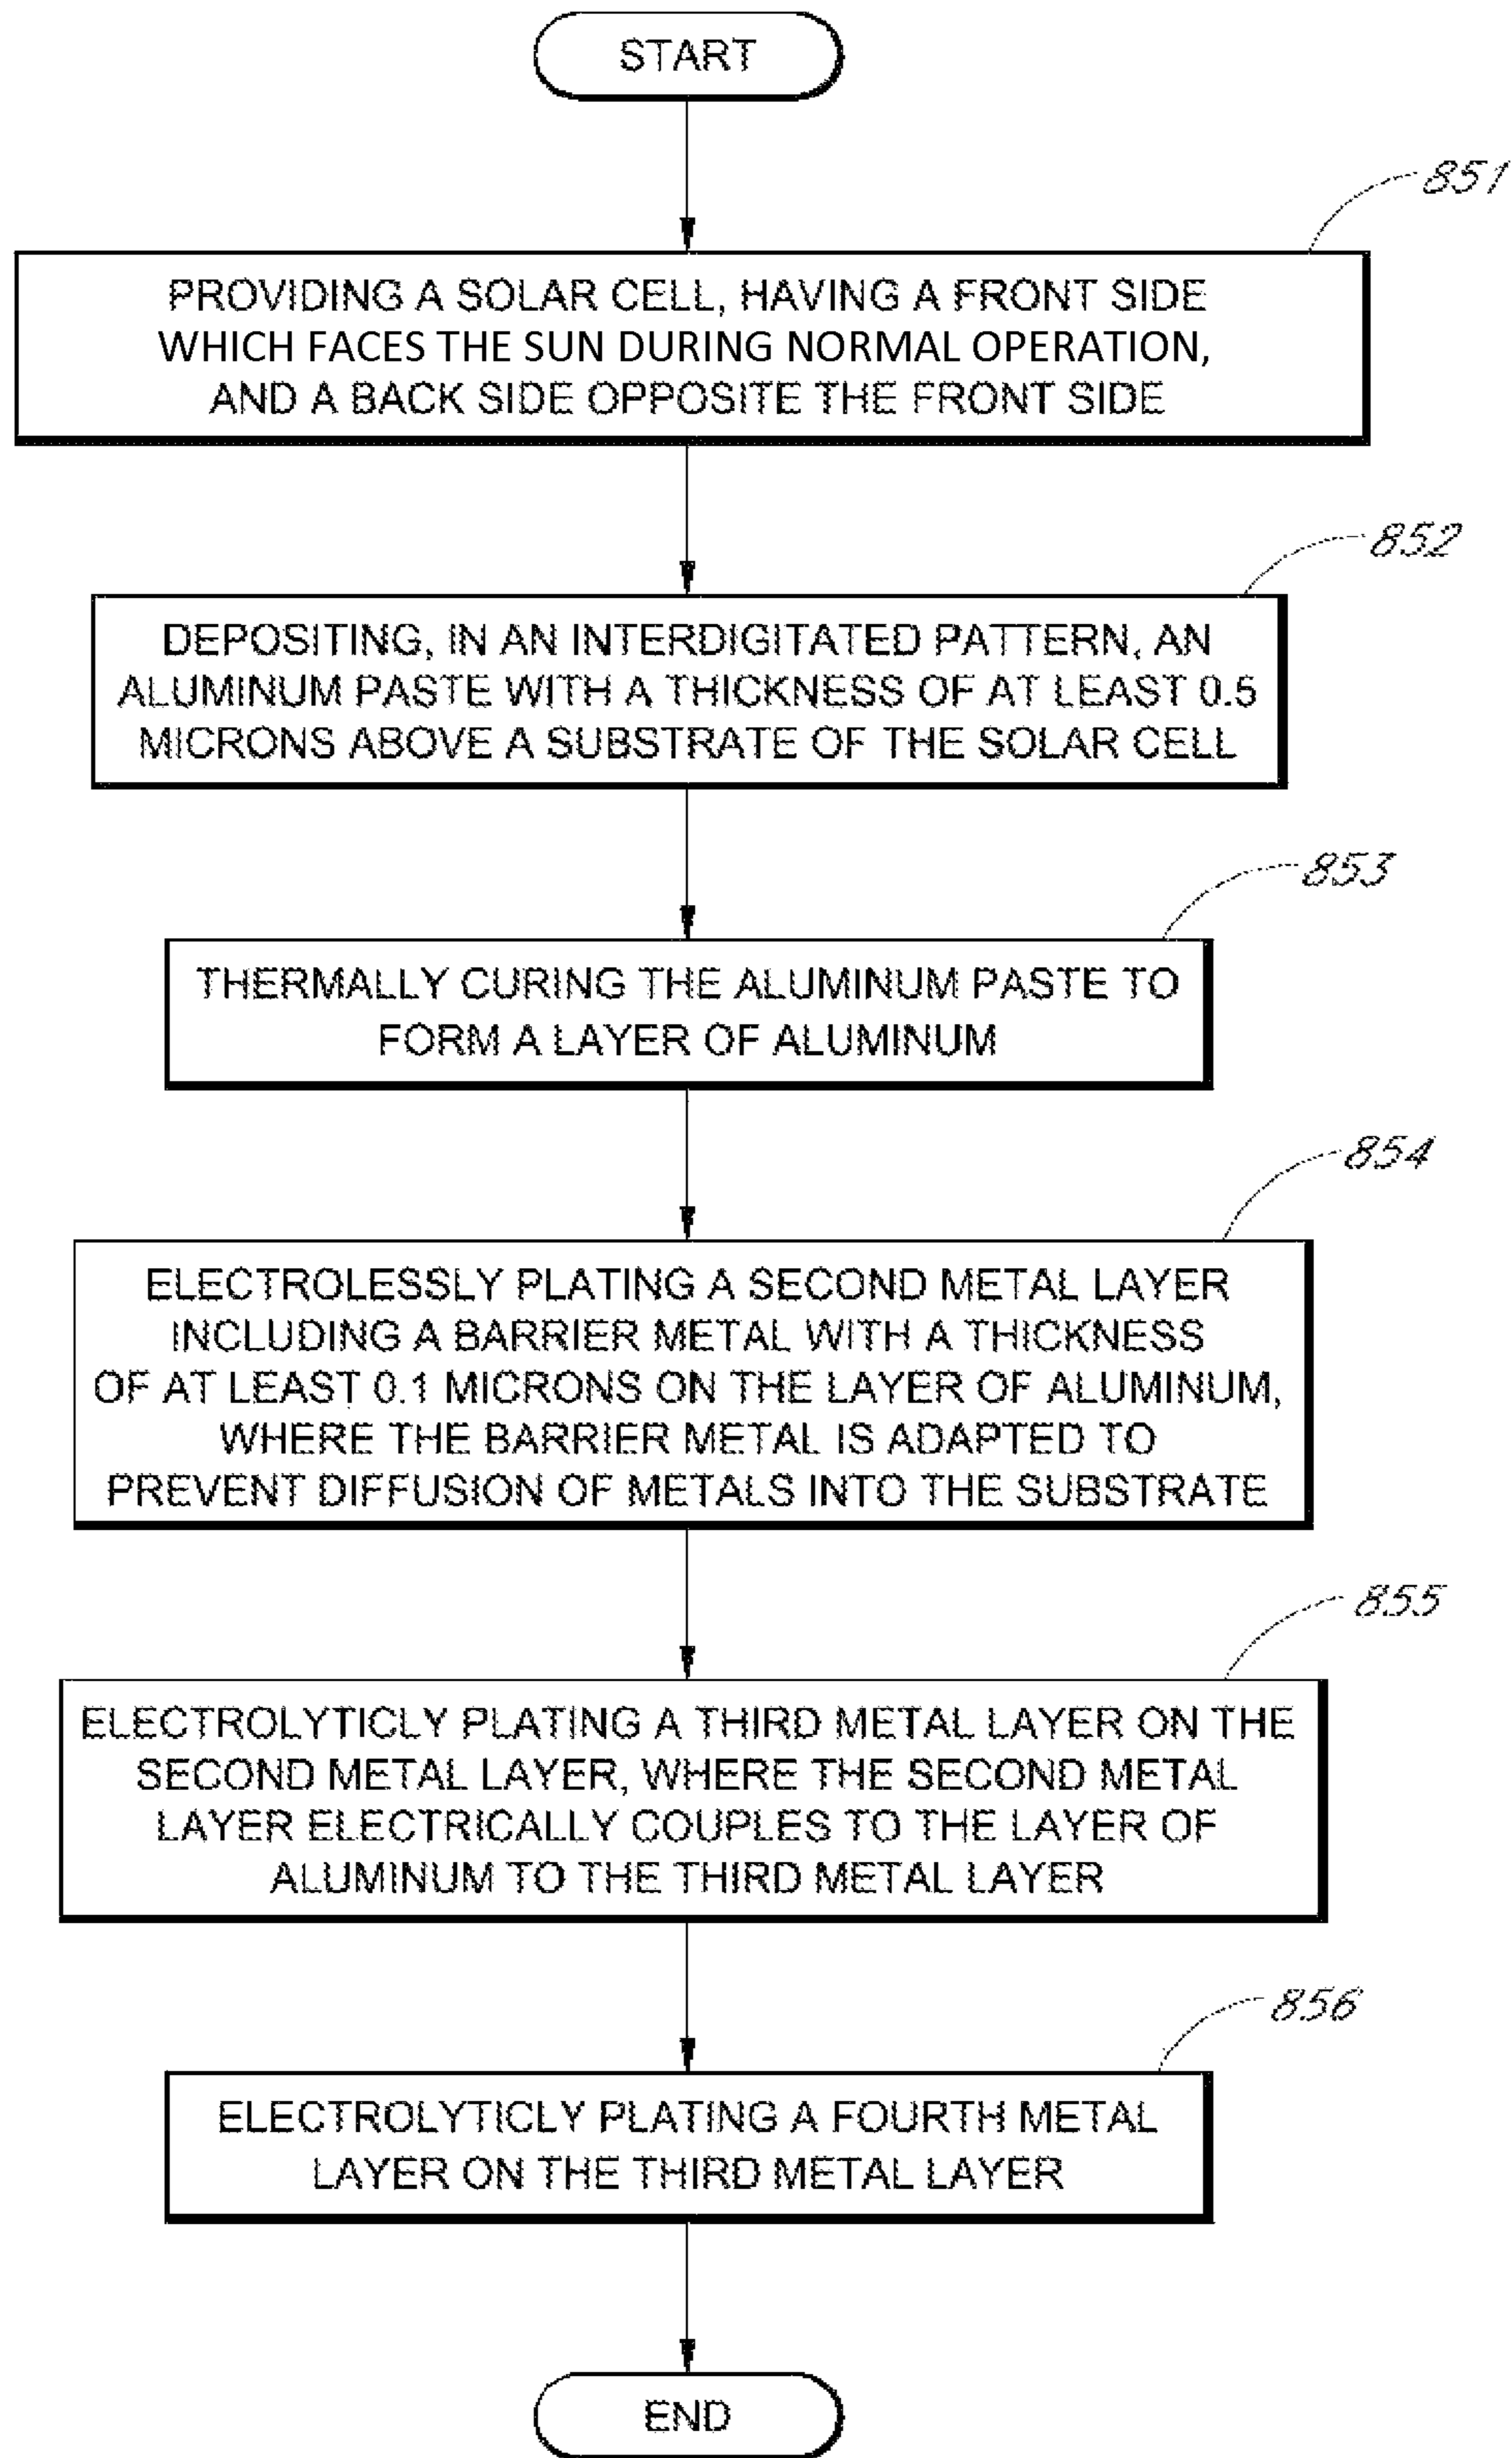 START
851
PROVIDING A SOLAR CELL, HAVING A FRONT SIDE
WHICH FACES THE SUN DURING NORMAL OPERATION,
AND A BACK SIDE OPPOSITE THE FRONT SIDE
852
DEPOSITING, IN AN INTERDIGITATED PATTERN, AN
ALUMINUM PASTE WITH A THICKNESS OF AT LEAST 0.5
MICRONS ABOVE A SUBSTRATE OF THE SOLAR CELL
853
THERMALLY CURING THE ALUMINUM PASTE TO
FORM A LAYER OF ALUMINUM
854
ELECTROLESSLY PLATING A SECOND METAL LAYER
INCLUDING A BARRIER METAL WITH A THICKNESS
OF AT LEAST 0.1 MICRONS ON THE LAYER OF ALUMINUM,
WHERE THE BARRIER METAL IS ADAPTED TO
PREVENT DIFFUSION OF METALS INTO THE SUBSTRATE
855
ELECTROLYTICLY PLATING A THIRD METAL LAYER ON THE
SECOND METAL LAYER, WHERE THE SECOND METAL
LAYER ELECTRICALLY COUPLES TO THE LAYER OF
ALUMINUM TO THE THIRD METAL LAYER
856
ELECTROLYTICLY PLATING A FOURTH METAL
LAYER ON THE THIRD METAL LAYER
END